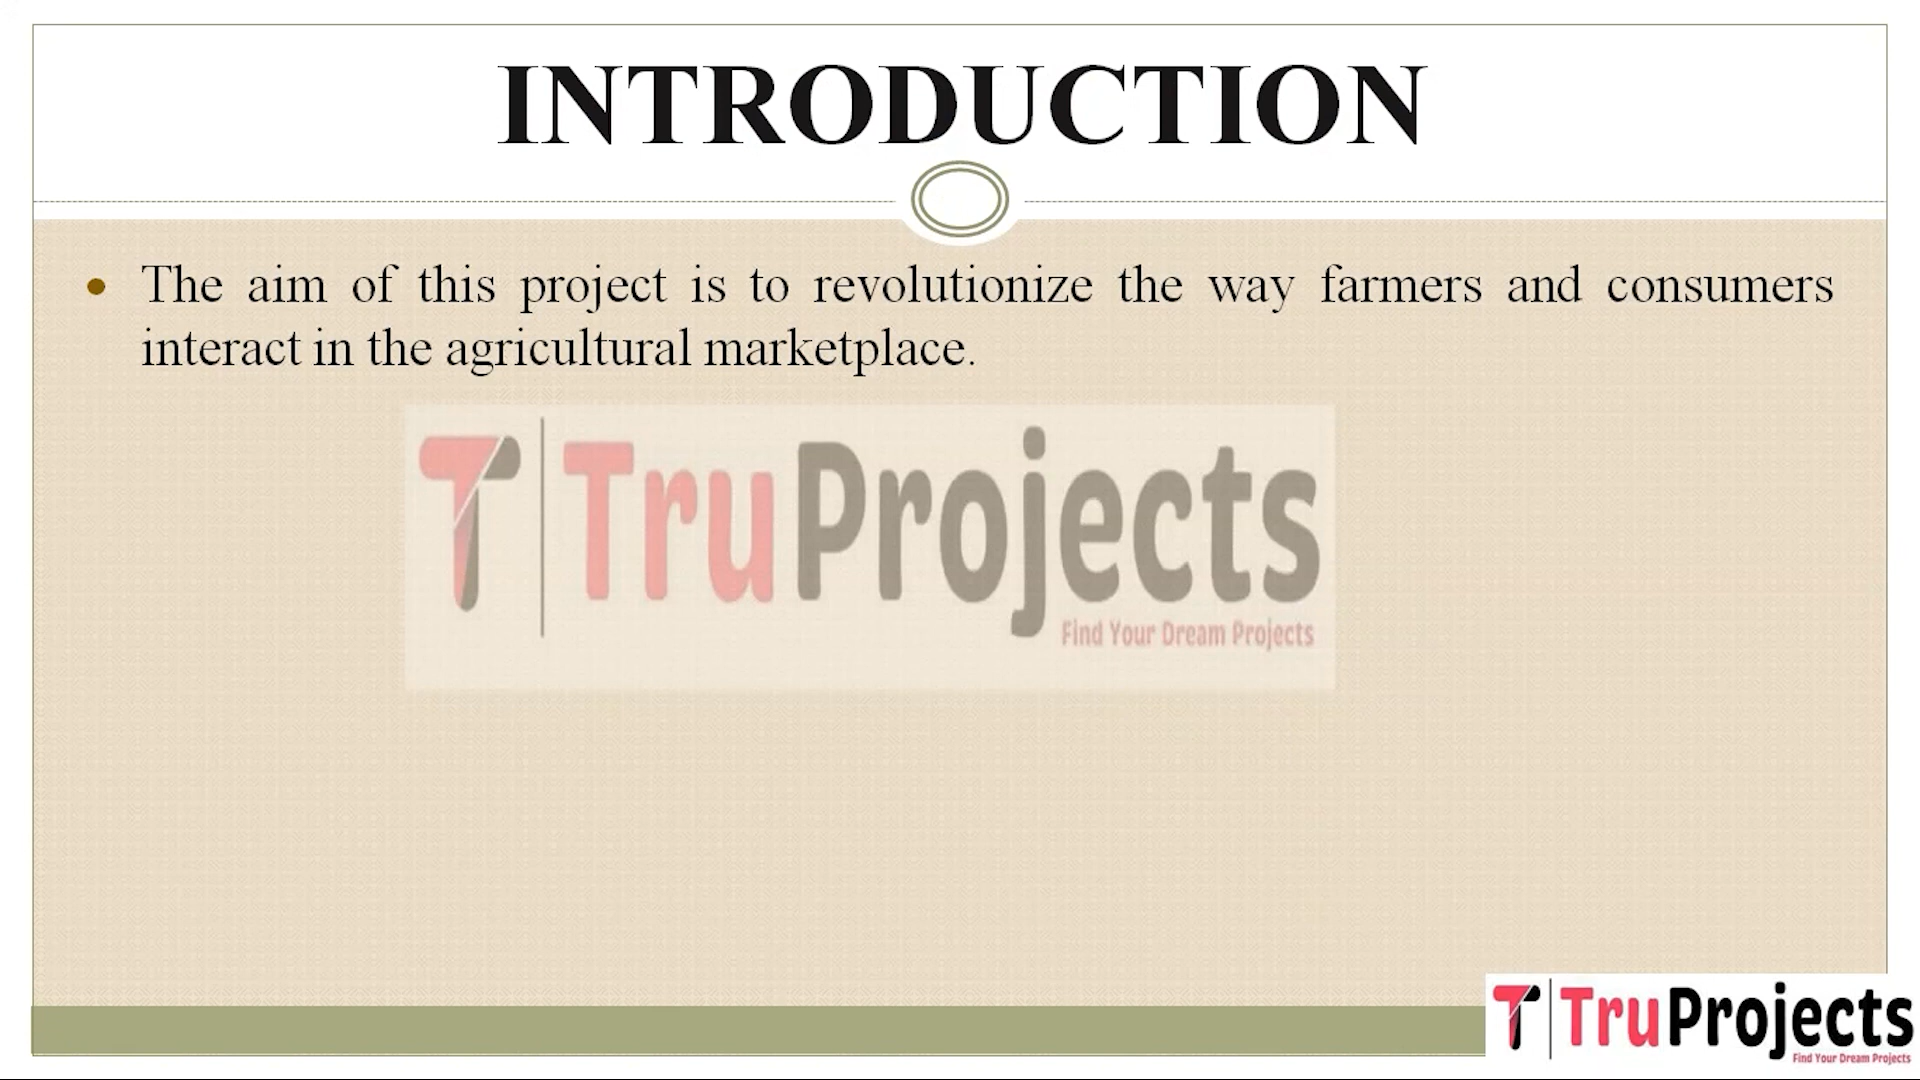 INTRODUCTION
• The aim of this project is to revolutionize the way farmers and consumers
interact in the agricultural marketplace.
T TruProjects
Find Your Dream Projects
T TruProjects
Find Your Dream Projects